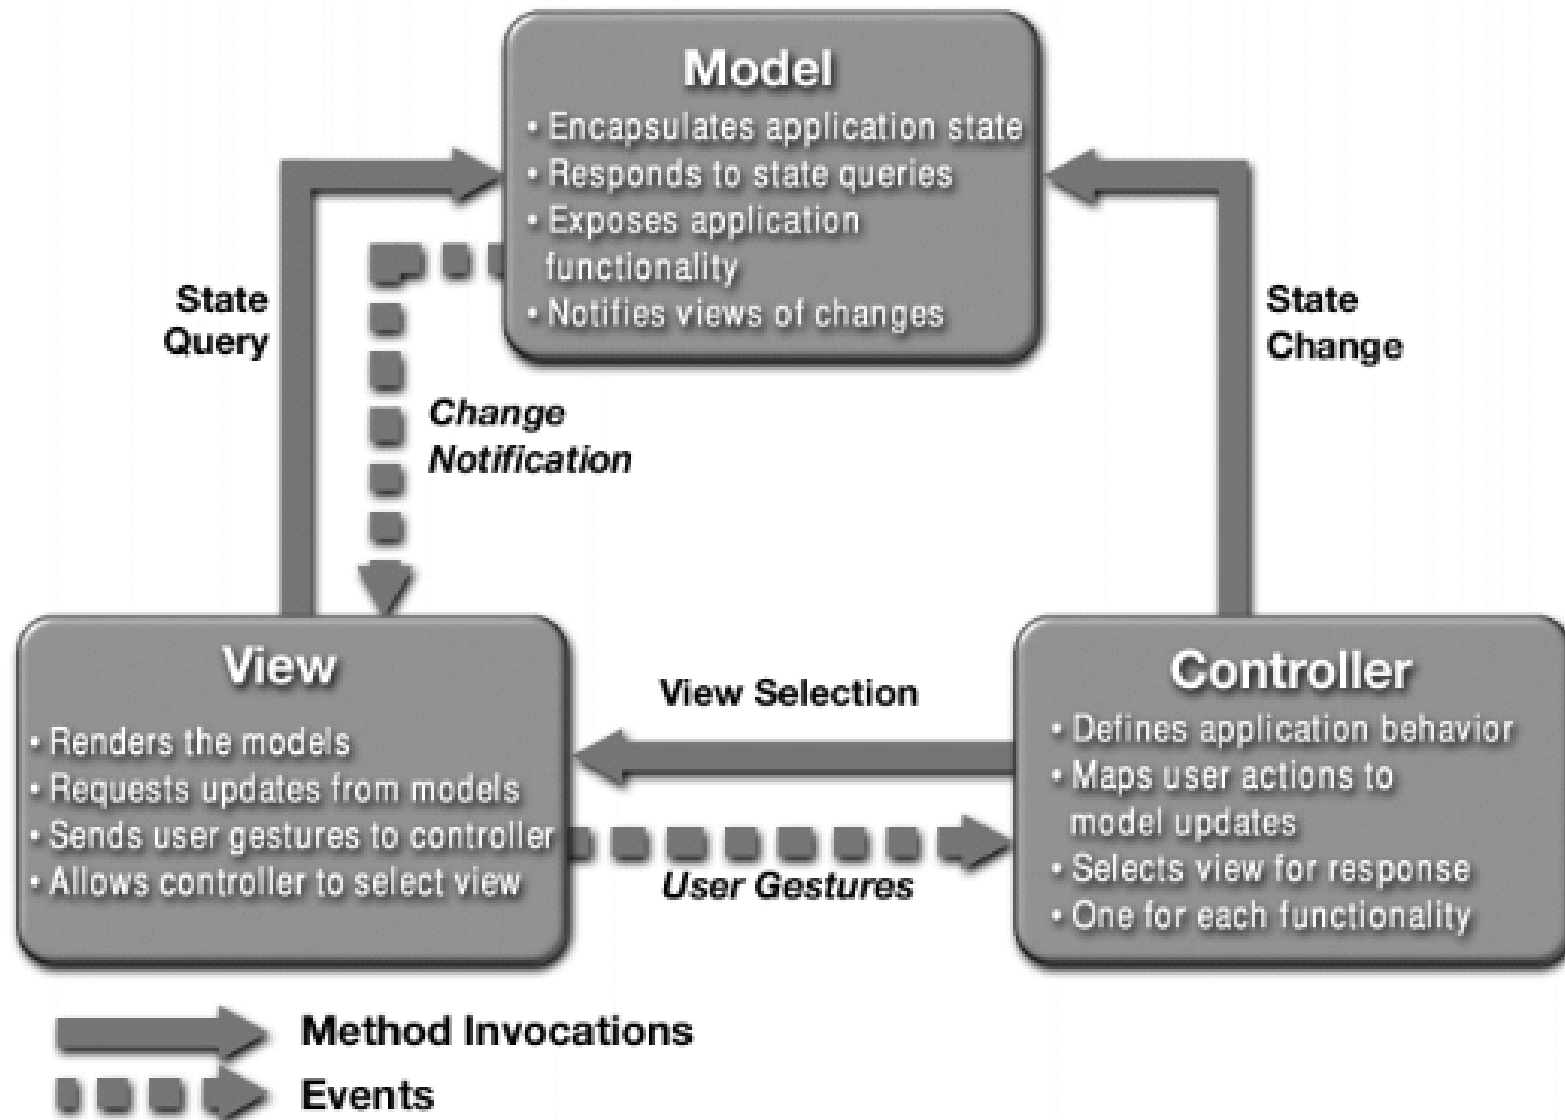 Model
• Encapsulates application state
• Responds to state queries
• Exposes application
functionality
• Notifies views of changes
State
Query
Change
Notification
State
Change
View
• Renders the models
• Requests updates from models
• Sends user gestures to controller
• Allows controller to select view
View Selection
User Gestures
Controller
• Defines application behavior
• Maps user actions to
model updates
• Selects view for response
• One for each functionality
Method Invocations
Events